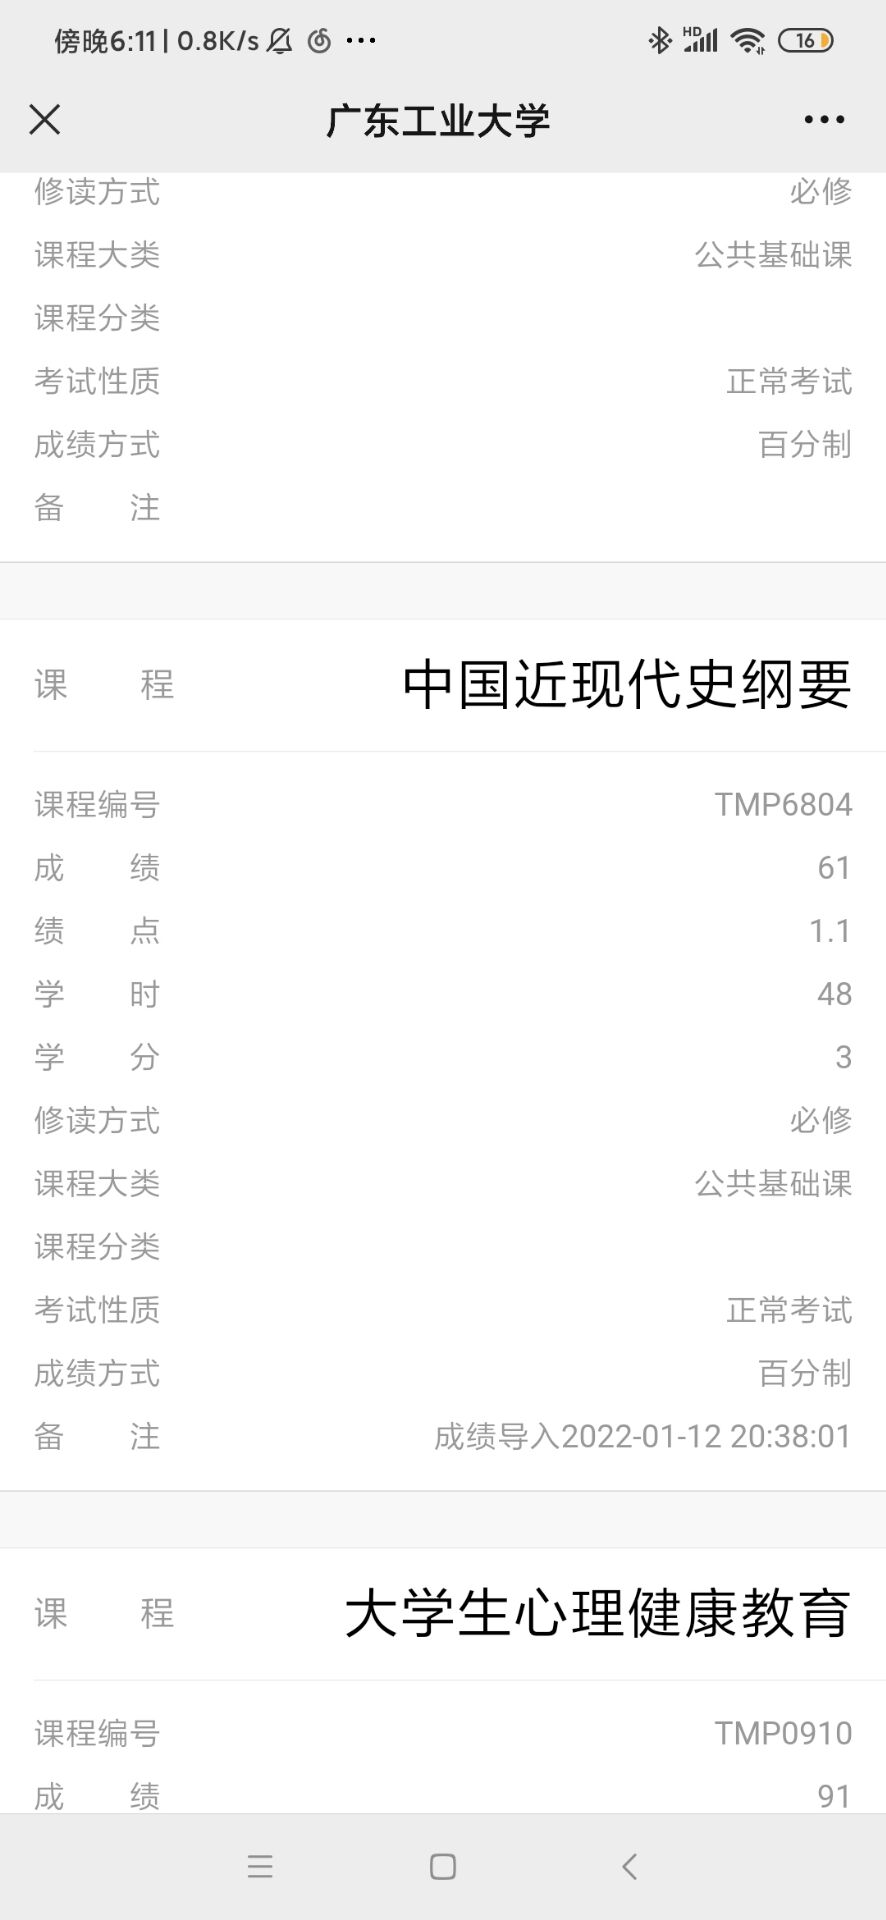 傍晚6:11 | 0.8K/s
HD
16
广东工业大学
修读方式 必修
课程大类 公共基础课
课程分类
考试性质 正常考试
成绩方式 百分制
备 注
课 程 中国近现代史纲要
课程编号 TMP6804
成 绩 61
绩 点 1.1
学 时 48
学 分 3
修读方式 必修
课程大类 公共基础课
课程分类
考试性质 正常考试
成绩方式 百分制
备 注 成绩导入2022-01-12 20:38:01
课 程 大学生心理健康教育
课程编号 TMP0910
成 绩 91